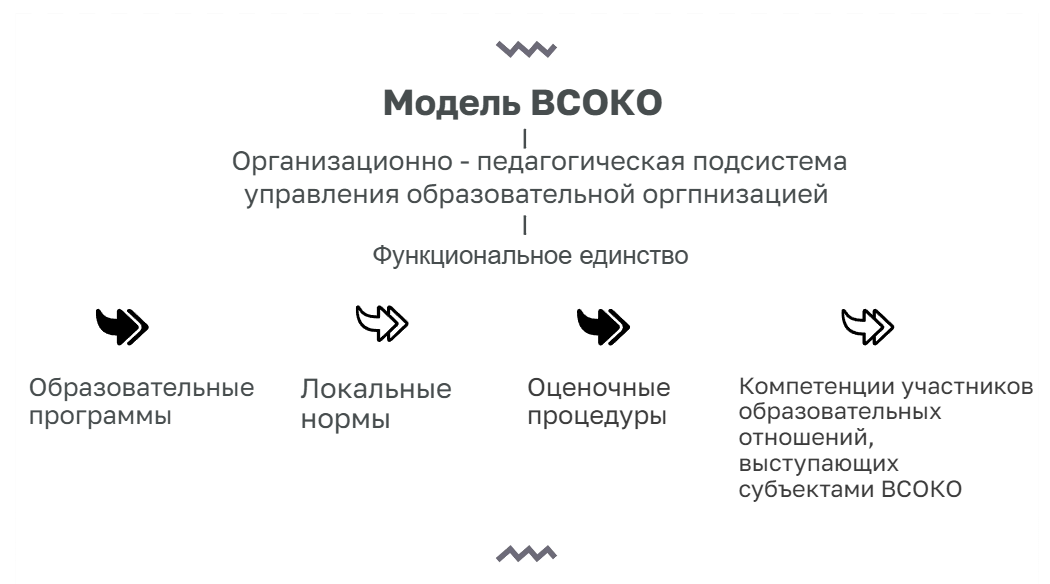 Модель ВСОКО
Организационно - педагогическая подсистема
управления образовательной оргпнизацией
Функциональное единство
Образовательные
программы
Локальные
нормы
Оценочные
процедуры
Компетенции участников
образовательных
отношений,
выступающих
субъектами ВСОКО